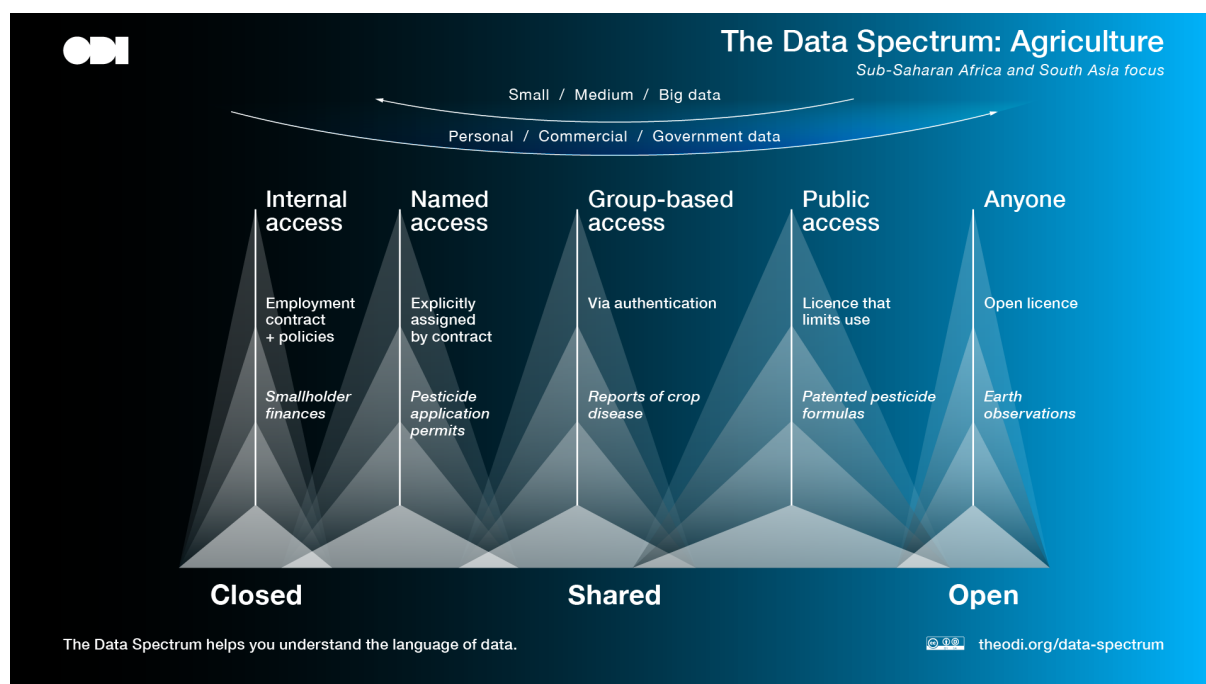 ODI
The Data Spectrum: Agriculture
Sub-Saharan Africa and South Asia focus
Small / Medium / Big data
Personal / Commercial / Government data
Internal
access
Employment
contract
+ policies
Smallholder
finances
Named
access
Explicitly
assigned
by contract
Pesticide
application
permits
Group-based
access
Via authentication
Reports of crop
disease
Public
access
Licence that
limits use
Patented pesticide
formulas
Anyone
Open licence
Earth
observations
Closed
Shared
Open
The Data Spectrum helps you understand the language of data.
cc
theodi.org/data-spectrum